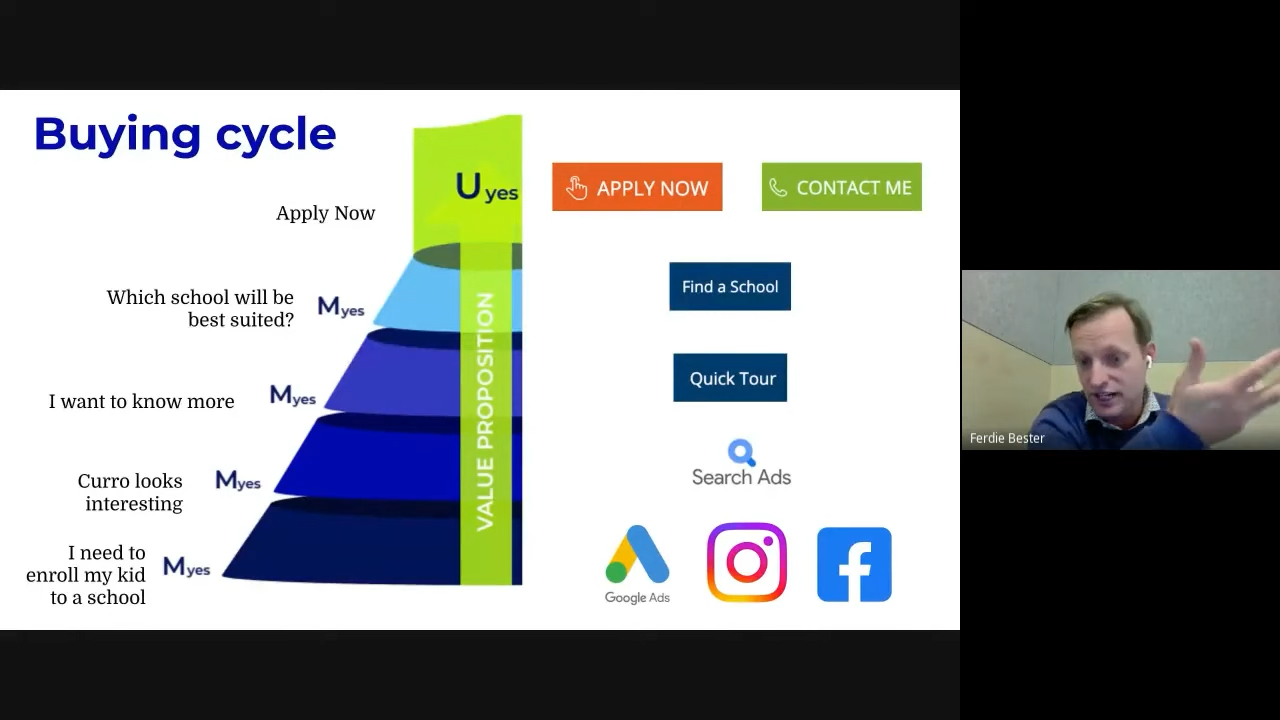 Buying cycle
U yes
Apply Now
APPLY NOW
CONTACT ME
Which school will be
best suited?
Myes
Find a School
VALUE PROPOSITION
I want to know more
Myes
Quick Tour
Curro looks
interesting
Myes
Search Ads
I need to
enroll my kid
to a school
Myes
Google Ads
Ferdie Bester